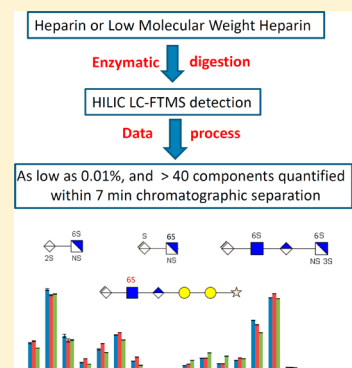 Heparin or Low Molecular Weight Heparin
Enzymatic digestion
HILIC LC-FTMS detection
Data process
As low as 0.01%, and > 40 components quantified
within 7 min chromatographic separation
6S S 6S 6S 6S
2S NS NS NS 3S
6S